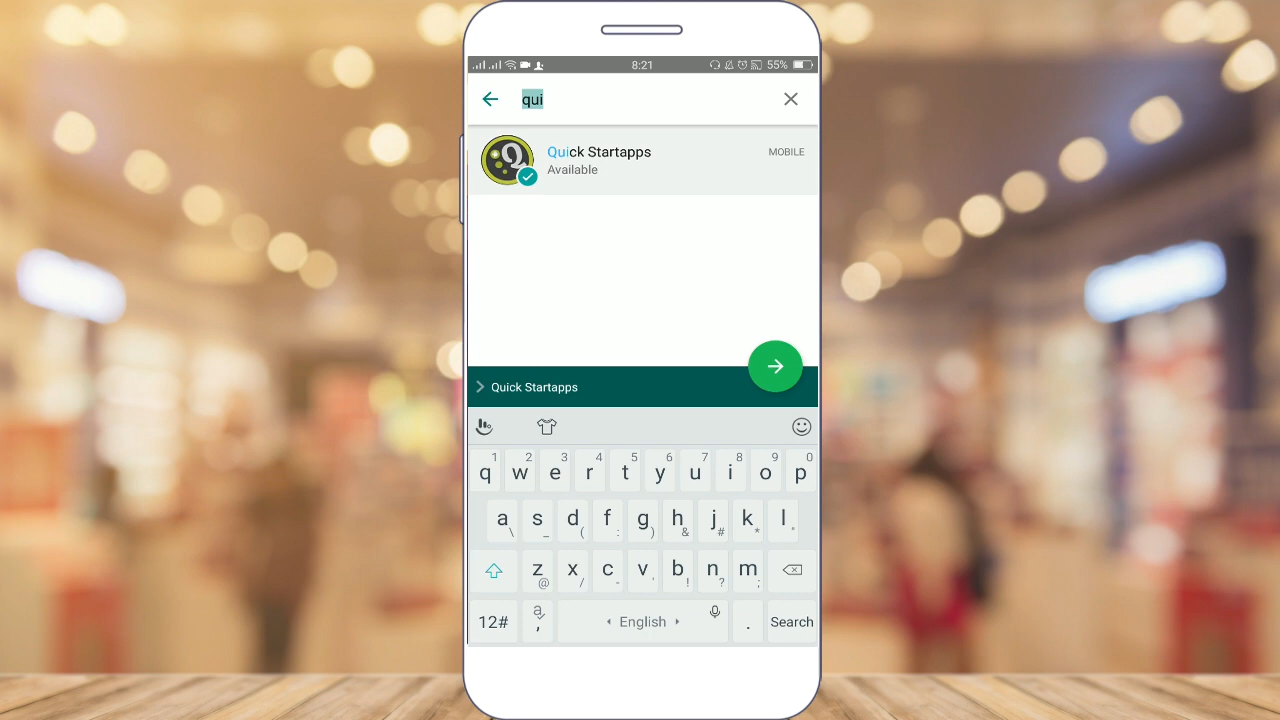 8:21 55%
qui
Quick Startapps MOBILE
Available
Quick Startapps
1 2 3 4 5 6 7 8 9 0
q w e r t y u i o p
a s d f g h j k l
\ _ ( : ) & # * "
z x c v b n m
@ / - ' ! ? ;
12# a , English . Search